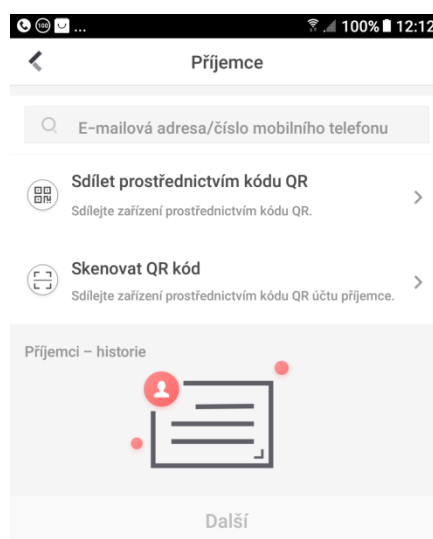 100 ... 100% 12:12
Příjemce
E-mailová adresa/číslo mobilního telefonu
Sdílet prostřednictvím kódu QR
Sdílejte zařízení prostřednictvím kódu QR.
Skenovat QR kód
Sdílejte zařízení prostřednictvím kódu QR účtu příjemce.
Příjemci – historie
Další